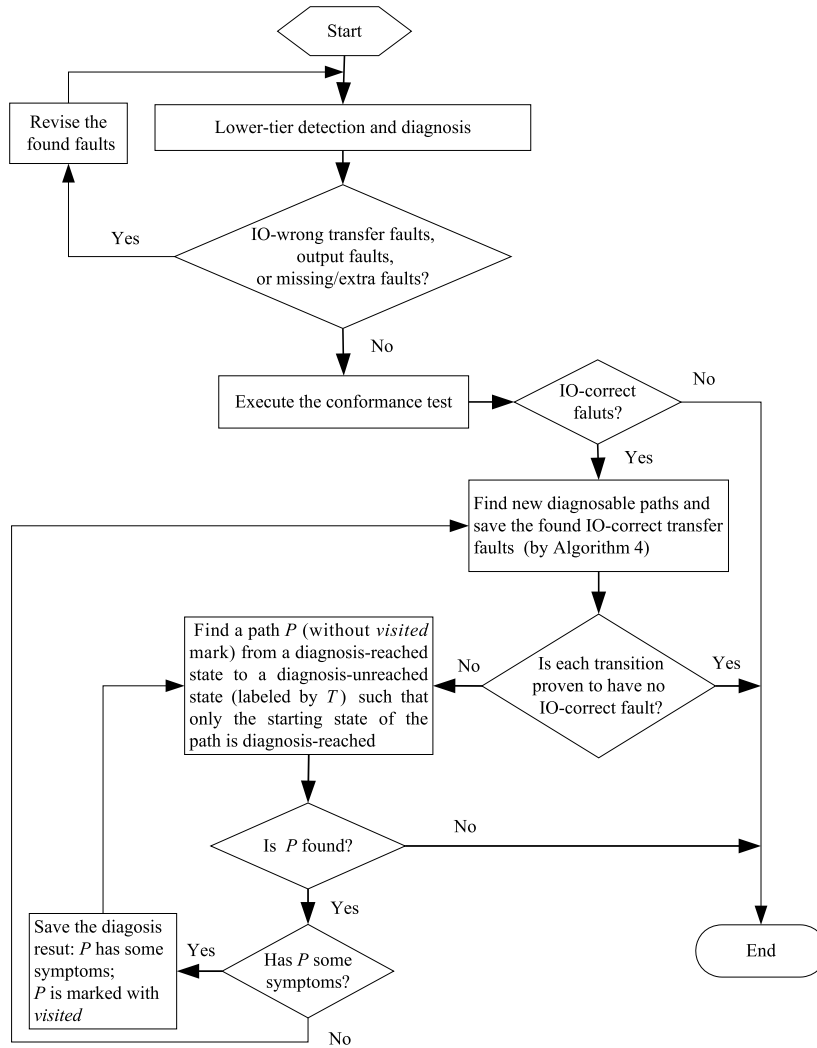 Start
Revise the
found faults
Lower-tier detection and diagnosis
Yes
IO-wrong transfer faults,
output faults,
or missing/extra faults?
No
Execute the conformance test
IO-correct
faluts?
No
Yes
Find new diagnosable paths and
save the found IO-correct transfer
faults (by Algorithm 4)
Find a path P (without visited
mark) from a diagnosis-reached
state to a diagnosis-unreached
state (labeled by T ) such that
only the starting state of the
path is diagnosis-reached
No
Is each transition
proven to have no
IO-correct fault?
Yes
Is P found?
No
Yes
Save the diagosis
resut: P has some
symptoms;
P is marked with
visited
Yes
Has P some
symptoms?
End
No